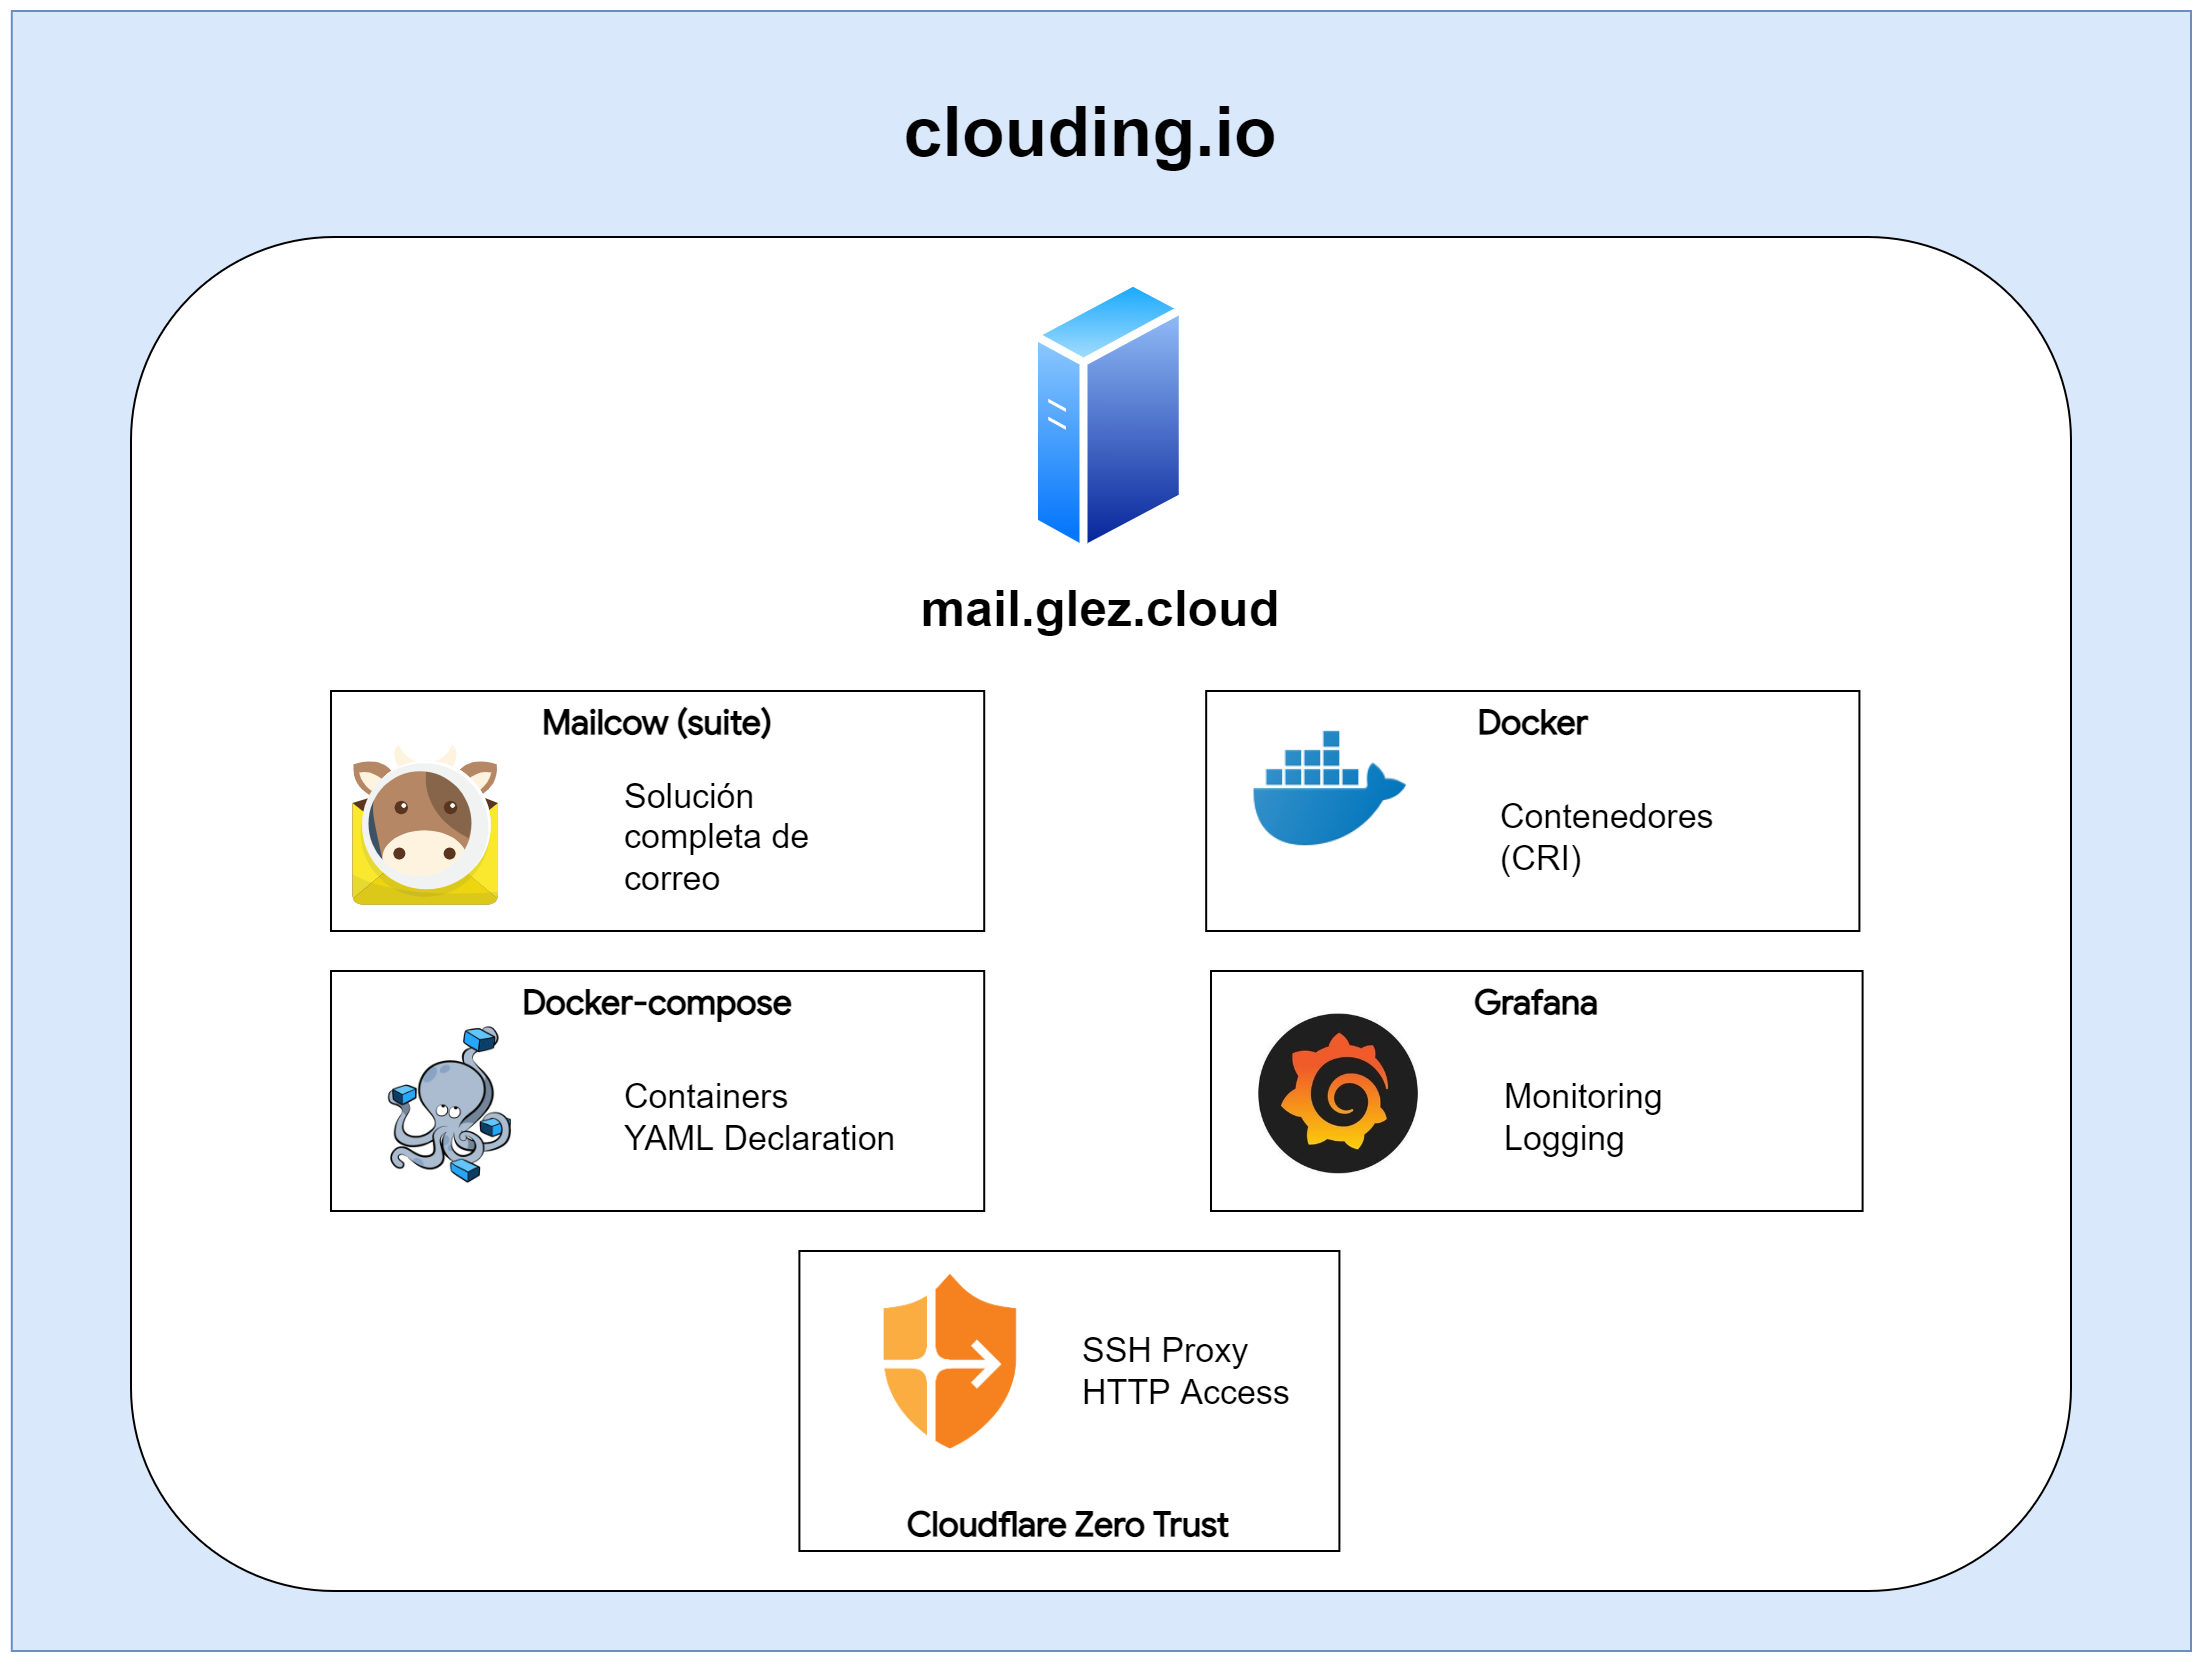 clouding.io
mail.glez.cloud
Mailcow (suite)
Solución
completa de
correo
Docker
Contenedores
(CRI)
Docker-compose
Containers
YAML Declaration
Grafana
Monitoring
Logging
SSH Proxy
HTTP Access
Cloudflare Zero Trust